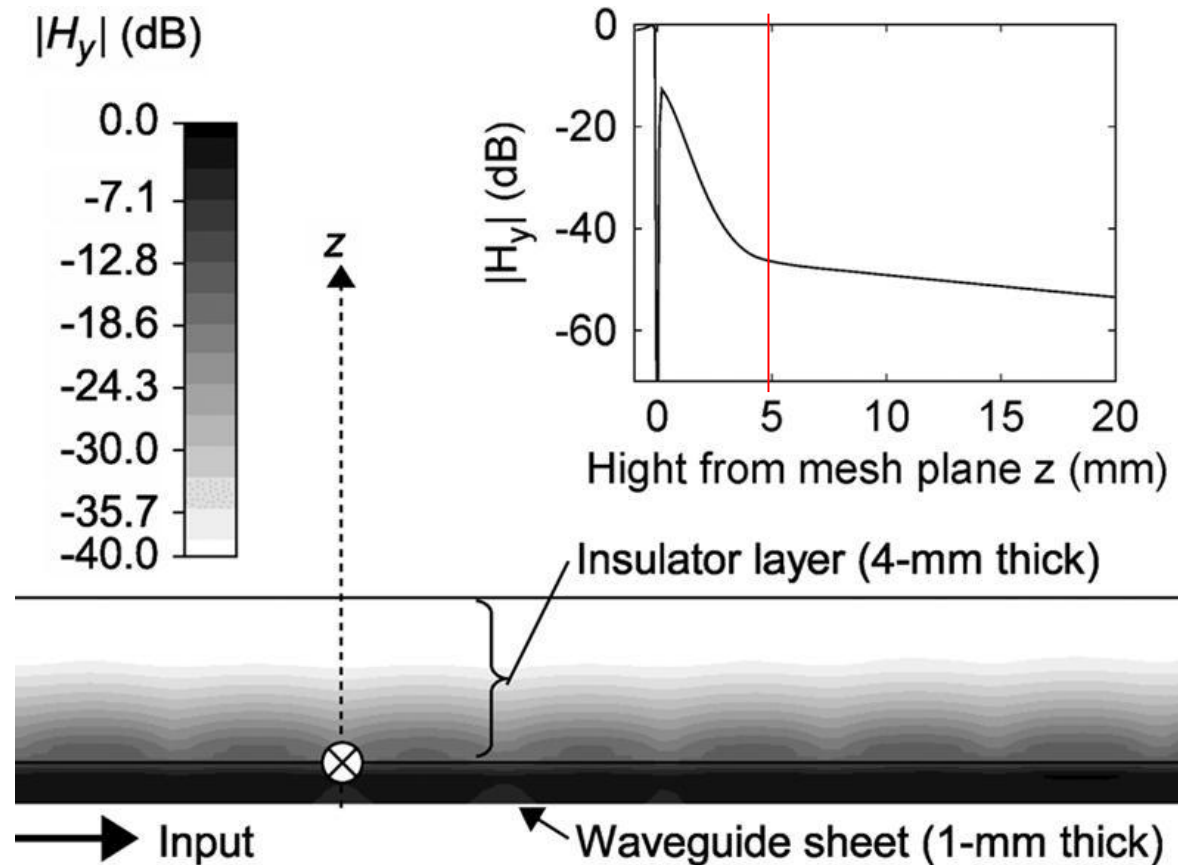 |H_y| (dB)
0.0
-7.1
-12.8
-18.6
-24.3
-30.0
-35.7
-40.0
z
|H_y| (dB)
0
-20
-40
-60
0 5 10 15 20
Hight from mesh plane z (mm)
Insulator layer (4-mm thick)
Input
Waveguide sheet (1-mm thick)